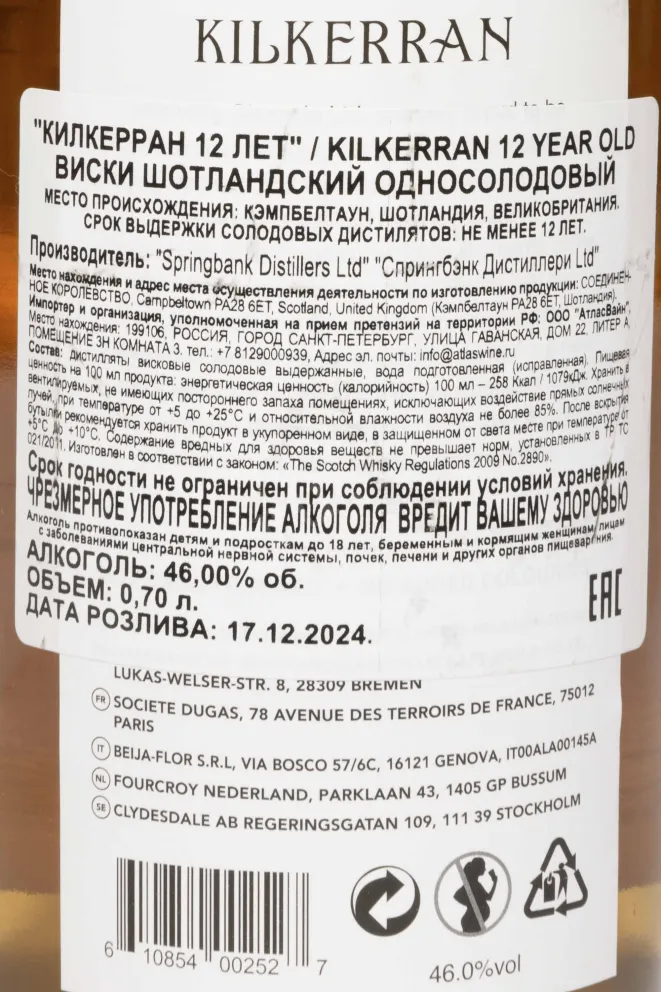 KILKERRAN
"КИЛКЕРРАН 12 ЛЕТ" / KILKERRAN 12 YEAR OLD
ВИСКИ ШОТЛАНДСКИЙ ОДНОСОЛОДОВЫЙ
МЕСТО ПРОИСХОЖДЕНИЯ: КЭМПБЕЛТАУН, ШОТЛАНДИЯ, ВЕЛИКОБРИТАНИЯ.
СРОК ВЫДЕРЖКИ СОЛОДОВЫХ ДИСТИЛЯТОВ: НЕ МЕНЕЕ 12 ЛЕТ.
Производитель: "Springbank Distillers Ltd" "Спрингбэнк Дистиллери Ltd"
Место нахождения и адрес места осуществления деятельности по изготовлению продукции: СОЕДИНЕН-
НОЕ КОРОЛЕВСТВО, Campbeltown PA28 6ET, Scotland, United Kingdom (Кэмпбелтаун PA28 6ET, Шотландия).
Импортер и организация, уполномоченная на прием претензий на территории РФ: ООО "АтласВайн",
Место нахождения: 199106, РОССИЯ, ГОРОД САНКТ-ПЕТЕРБУРГ, УЛИЦА ГАВАНСКАЯ, ДОМ 22 ЛИТЕР А,
ПОМЕЩЕНИЕ 3Н КОМНАТА 3. тел.: +7 8129000939, Адрес эл. почты: info@atlaswine.ru
Состав: дистилляты висковые солодовые выдержанные, вода подготовленная (исправленная). Пищевая
ценность на 100 мл продукта: энергетическая ценность (калорийность) 100 мл – 258 Ккал / 1079кДж. Хранить в
вентилируемых, не имеющих постороннего запаха помещениях, исключающих воздействие прямых солнечных
лучей, при температуре от +5 до +25°С и относительной влажности воздуха не более 85%. После вскрытия
бутылки рекомендуется хранить продукт в укупоренном виде, в защищенном от света месте при температуре от
+5°С до +10°С. Содержание вредных для здоровья веществ не превышает норм, установленных в ТР ТС
021/2011. Изготовлен в соответствии с законом: «The Scotch Whisky Regulations 2009 No.2890».
Срок годности не ограничен при соблюдении условий хранения.
ЧРЕЗМЕРНОЕ УПОТРЕБЛЕНИЕ АЛКОГОЛЯ ВРЕДИТ ВАШЕМУ ЗДОРОВЬЮ
Алкоголь противопоказан детям и подросткам до 18 лет, беременным и кормящим женщинам, лицам
с заболеваниями центральной нервной системы, почек, печени и других органов пищеварения.
АЛКОГОЛЬ: 46,00% об.
ОБЪЕМ: 0,70 л.
ДАТА РОЗЛИВА: 17.12.2024.
EAC
LUKAS-WELSER-STR. 8, 28309 BREMEN
FR SOCIETE DUGAS, 78 AVENUE DES TERROIRS DE FRANCE, 75012
PARIS
IT BEIJA-FLOR S.R.L, VIA BOSCO 57/6C, 16121 GENOVA, IT00ALA00145A
NL FOURCROY NEDERLAND, PARKLAAN 43, 1405 GP BUSSUM
SE CLYDESDALE AB REGERINGSGATAN 109, 111 39 STOCKHOLM
6 10854 00252 7
46.0%vol